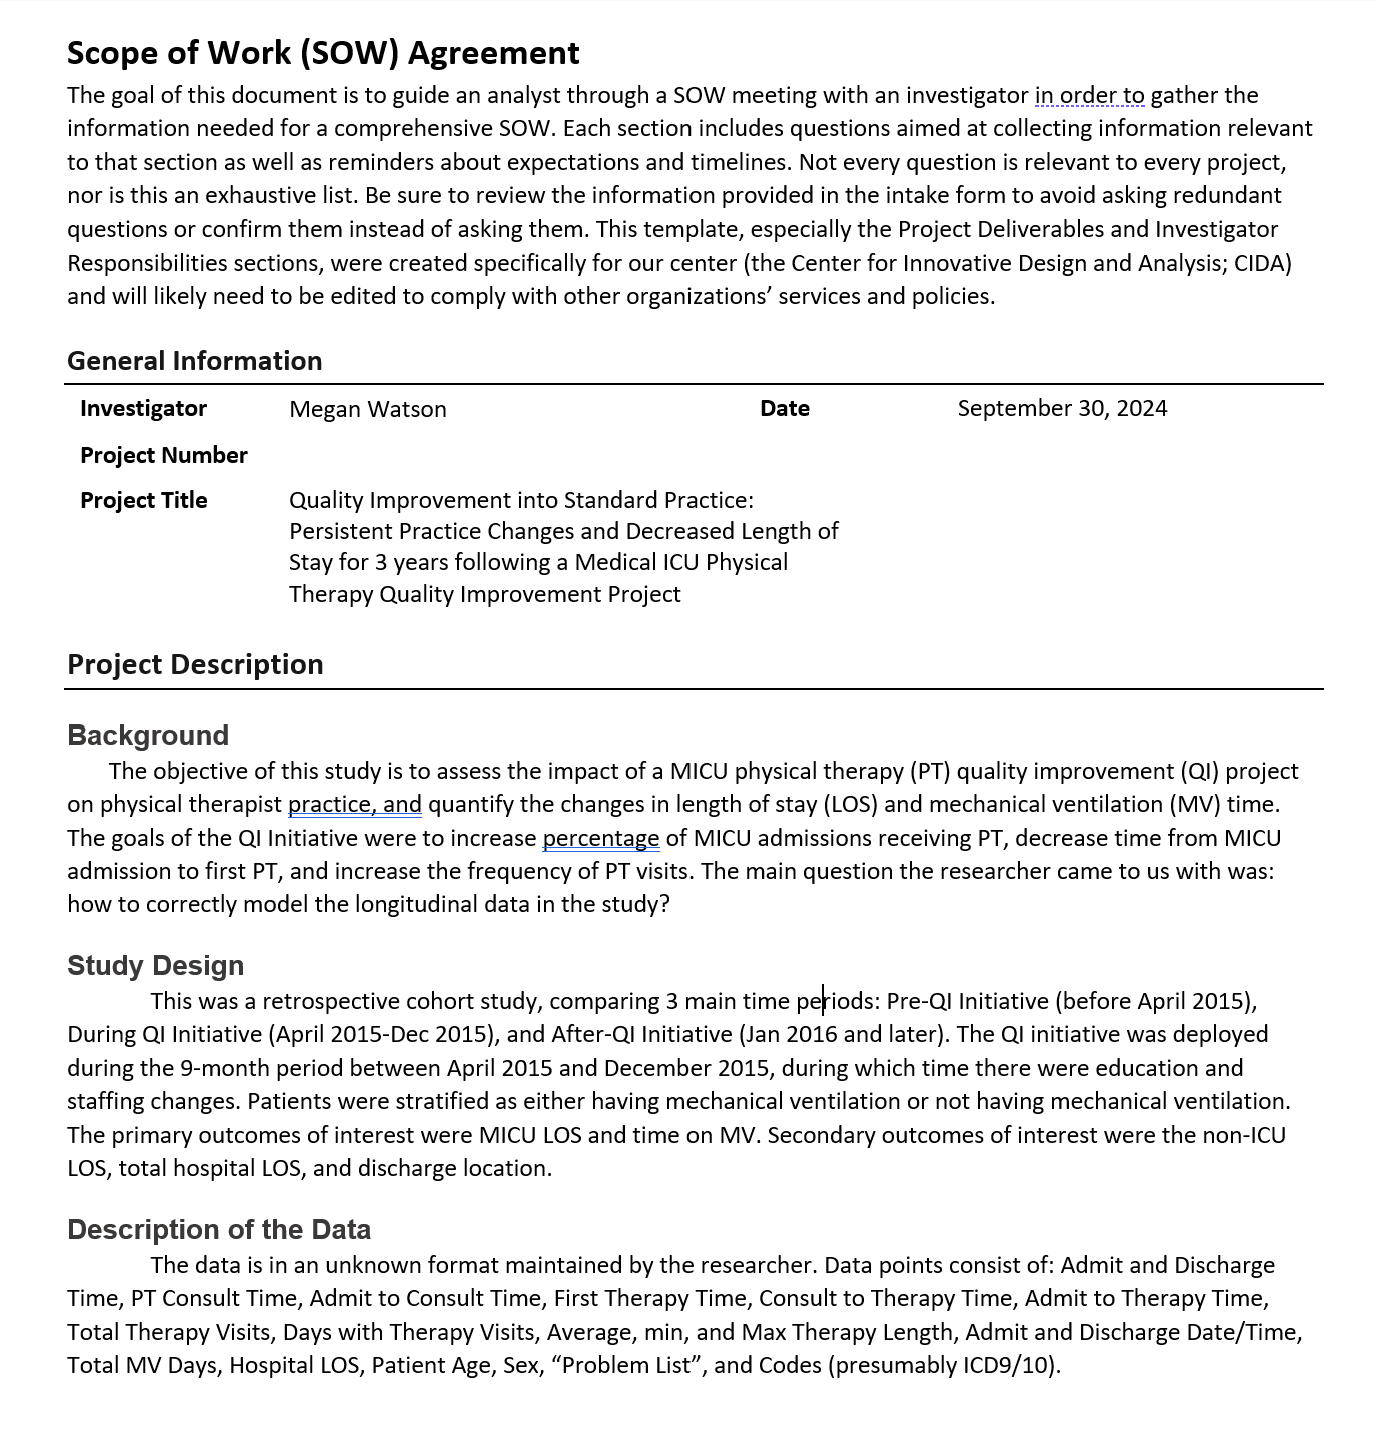 Scope of Work (SOW) Agreement
The goal of this document is to guide an analyst through a SOW meeting with an investigator in order to gather the
information needed for a comprehensive SOW. Each section includes questions aimed at collecting information relevant
to that section as well as reminders about expectations and timelines. Not every question is relevant to every project,
nor is this an exhaustive list. Be sure to review the information provided in the intake form to avoid asking redundant
questions or confirm them instead of asking them. This template, especially the Project Deliverables and Investigator
Responsibilities sections, were created specifically for our center (the Center for Innovative Design and Analysis; CIDA)
and will likely need to be edited to comply with other organizations’ services and policies.
General Information
Investigator Megan Watson Date September 30, 2024
Project Number
Project Title Quality Improvement into Standard Practice:
Persistent Practice Changes and Decreased Length of
Stay for 3 years following a Medical ICU Physical
Therapy Quality Improvement Project
Project Description
Background
The objective of this study is to assess the impact of a MICU physical therapy (PT) quality improvement (QI) project
on physical therapist practice, and quantify the changes in length of stay (LOS) and mechanical ventilation (MV) time.
The goals of the QI Initiative were to increase percentage of MICU admissions receiving PT, decrease time from MICU
admission to first PT, and increase the frequency of PT visits. The main question the researcher came to us with was:
how to correctly model the longitudinal data in the study?
Study Design
This was a retrospective cohort study, comparing 3 main time periods: Pre-QI Initiative (before April 2015),
During QI Initiative (April 2015-Dec 2015), and After-QI Initiative (Jan 2016 and later). The QI initiative was deployed
during the 9-month period between April 2015 and December 2015, during which time there were education and
staffing changes. Patients were stratified as either having mechanical ventilation or not having mechanical ventilation.
The primary outcomes of interest were MICU LOS and time on MV. Secondary outcomes of interest were the non-ICU
LOS, total hospital LOS, and discharge location.
Description of the Data
The data is in an unknown format maintained by the researcher. Data points consist of: Admit and Discharge
Time, PT Consult Time, Admit to Consult Time, First Therapy Time, Consult to Therapy Time, Admit to Therapy Time,
Total Therapy Visits, Days with Therapy Visits, Average, min, and Max Therapy Length, Admit and Discharge Date/Time,
Total MV Days, Hospital LOS, Patient Age, Sex, “Problem List”, and Codes (presumably ICD9/10).